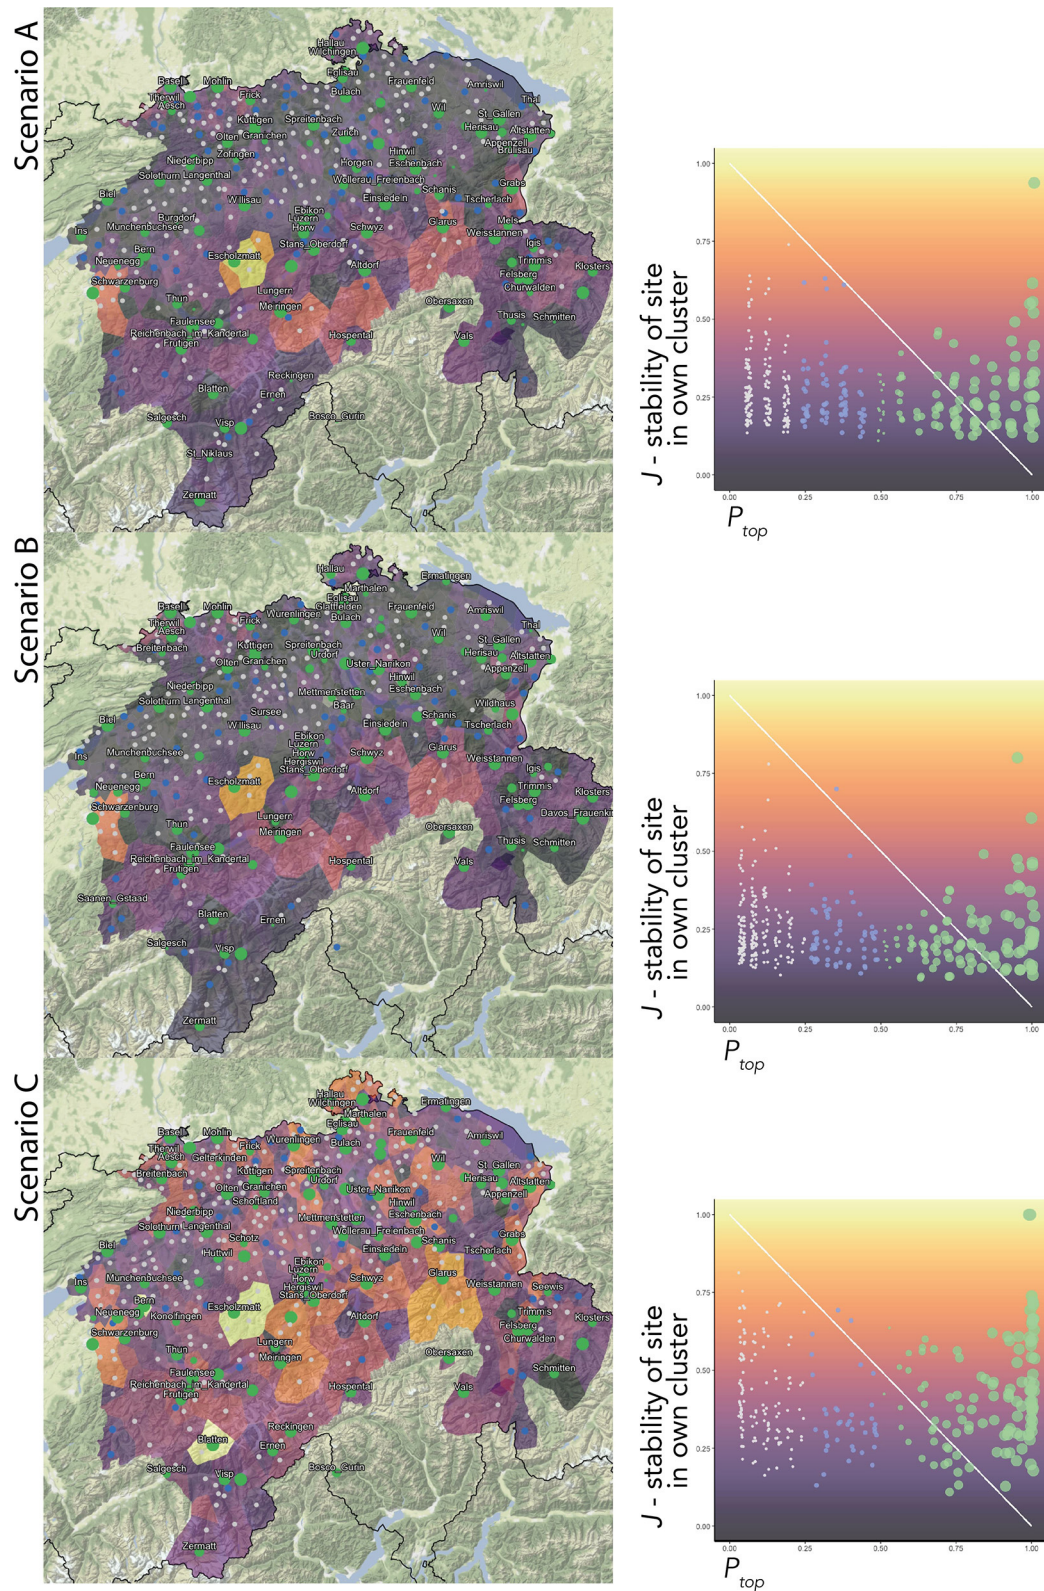 Scenario A
Hallau
Wilchingen
Eglisau
Basel
Mohlin
Frauenfeld
Amriswil
Therwil
Frick
Bulach
Thal
Aesch
Wil
St_Gallen
Kuttigen
Spreitenbach
Zurich
Herisau
Altstatten
Olten
Granichen
Appenzell
Brulisau
Zofingen
Horgen
Hinwil
Niederbipp
Eschenbach
Solothurn
Langenthal
Wollerau_Freienbach
Grabs
Schanis
Biel
Willisau
Einsiedeln
Tscherlach
Ebikon
Luzern
Burgdorf
Horw
Schwyz
Glarus
Mels
Ins
Munchenbuchsee
Weisstannen
Stans_Oberdorf
Igis
Bern
Escholzmatt
Neuenegg
Altdorf
Trimmis
Klosters
Felsberg
Schwarzenburg
Lungern
Churwalden
Thun
Meiringen
Obersaxen
Faulensee
Thusis
Schmitten
Reichenbach_im_Kandertal
Hospental
Vals
Frutigen
Reckingen
Blatten
Ernen
Salgesch
Visp
Bosco_Gurin
St_Niklaus
Zermatt
J - stability of site
in own cluster
1.00
0.75
0.50
0.25
0.00
0.00
0.25
0.50
0.75
1.00
P top
Scenario B
Hallau
Ermatingen
Marthalen
Eglisau
Basel
Mohlin
Glattfelden
Frauenfeld
Amriswil
Wurenlingen
Therwil
Frick
Bulach
Thal
Aesch
Wil
Breitenbach
Kuttigen
Spreitenbach
St_Gallen
Urdorf
Herisau
Altstatten
Olten
Granichen
Uster_Nanikon
Appenzell
Hinwil
Niederbipp
Eschenbach
Mettmenstetten
Solothurn
Langenthal
Baar
Wildhaus
Sursee
Schanis
Biel
Willisau
Einsiedeln
Tscherlach
Ebikon
Luzern
Munchenbuchsee
Horw
Schwyz
Glarus
Ins
Hergiswil
Weisstannen
Stans_Oberdorf
Igis
Bern
Escholzmatt
Neuenegg
Altdorf
Trimmis
Klosters
Felsberg
Schwarzenburg
Lungern
Thun
Meiringen
Obersaxen
Faulensee
Thusis
Schmitten
Reichenbach_im_Kandertal
Hospental
Vals
Frutigen
Saanen_Gstaad
Blatten
Ernen
Salgesch
Visp
Zermatt
J - stability of site
in own cluster
1.00
0.75
0.50
0.25
0.00
0.00
0.25
0.50
0.75
1.00
P top
Scenario C
Hallau
Wilchingen
Ermatingen
Marthalen
Eglisau
Basel
Mohlin
Wurenlingen
Frauenfeld
Amriswil
Therwil
Frick
Bulach
Aesch
Gelterkinden
Wil
Breitenbach
Kuttigen
Spreitenbach
St_Gallen
Urdorf
Herisau
Altstatten
Olten
Granichen
Uster_Nanikon
Appenzell
Schoftland
Hinwil
Niederbipp
Eschenbach
Mettmenstetten
Solothurn
Langenthal
Wollerau_Freienbach
Grabs
Schotz
Schanis
Biel
Huttwil
Einsiedeln
Tscherlach
Ebikon
Luzern
Munchenbuchsee
Horw
Schwyz
Glarus
Ins
Hergiswil
Weisstannen
Seewis
Stans_Oberdorf
Bern
Escholzmatt
Neuenegg
Konolfingen
Altdorf
Trimmis
Klosters
Felsberg
Schwarzenburg
Churwalden
Lungern
Thun
Meiringen
Obersaxen
Faulensee
Schmitten
Reichenbach_im_Kandertal
Hospental
Vals
Frutigen
Reckingen
Blatten
Ernen
Salgesch
Visp
Bosco_Gurin
Zermatt
J - stability of site
in own cluster
1.00
0.75
0.50
0.25
0.00
0.00
0.25
0.50
0.75
1.00
P top